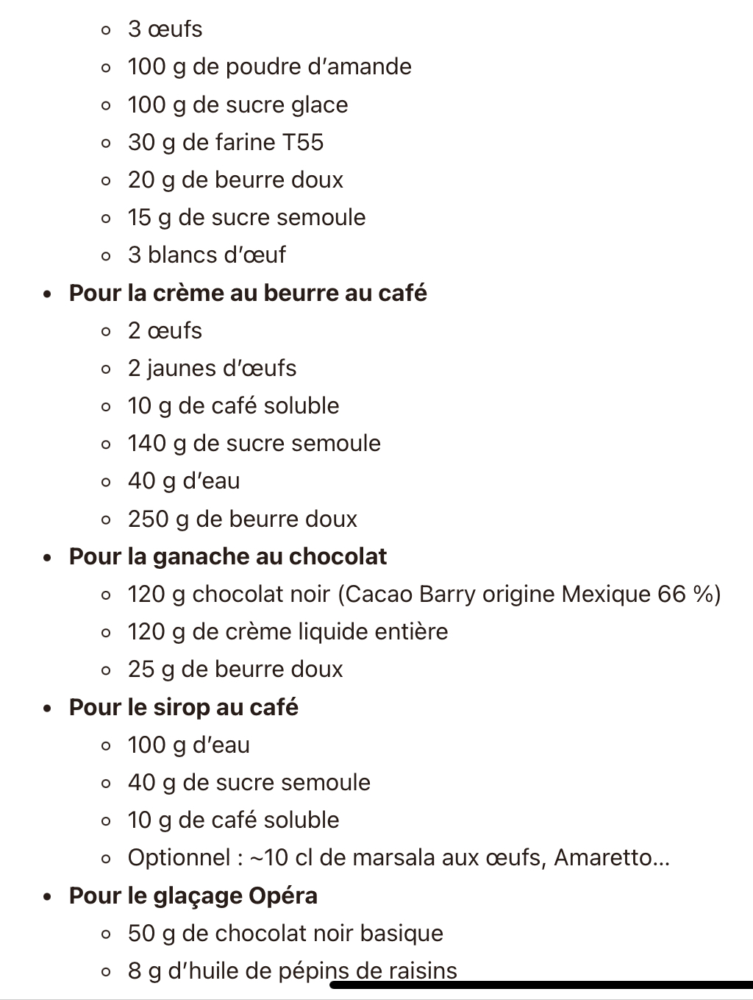 3 œufs
100 g de poudre d’amande
100 g de sucre glace
30 g de farine T55
20 g de beurre doux
15 g de sucre semoule
3 blancs d’œuf
Pour la crème au beurre au café
2 œufs
2 jaunes d’œufs
10 g de café soluble
140 g de sucre semoule
40 g d’eau
250 g de beurre doux
Pour la ganache au chocolat
120 g chocolat noir (Cacao Barry origine Mexique 66 %)
120 g de crème liquide entière
25 g de beurre doux
Pour le sirop au café
100 g d’eau
40 g de sucre semoule
10 g de café soluble
Optionnel : ~10 cl de marsala aux œufs, Amaretto…
Pour le glaçage Opéra
50 g de chocolat noir basique
8 g d’huile de pépins de raisins